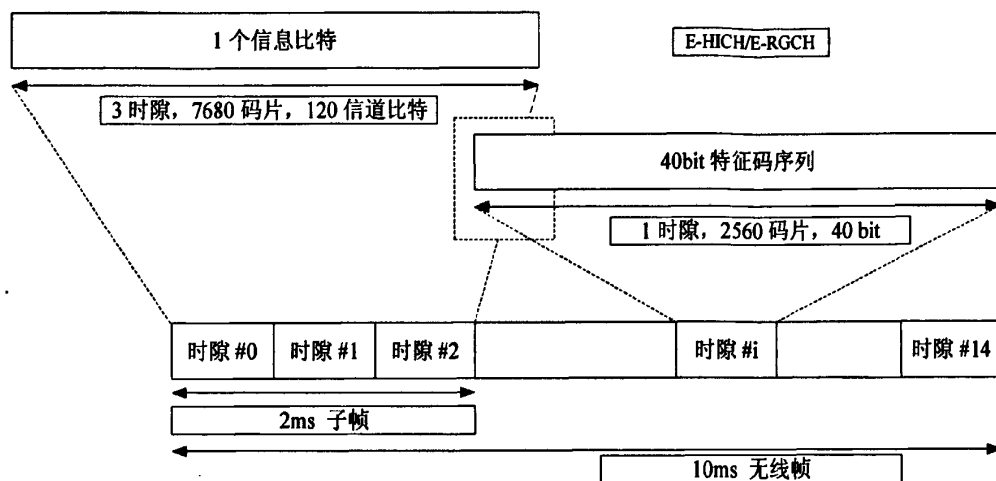 1 个信息比特
E-HICH/E-RGCH
3 时隙，7680 码片，120 信道比特
40bit 特征码序列
1 时隙，2560 码片，40 bit
时隙 #0 时隙 #1 时隙 #2 时隙 #i 时隙 #14
2ms 子帧
10ms 无线帧